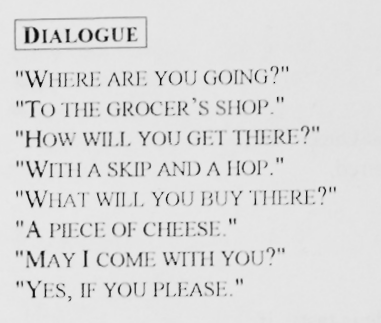 DIALOGUE
"WHERE ARE YOU GOING?"
"TO THE GROCER'S SHOP."
"HOW WILL YOU GET THERE?"
"WITH A SKIP AND A HOP."
"WHAT WILL YOU BUY THERE?"
"A PIECE OF CHEESE."
"MAY I COME WITH YOU?"
"YES, IF YOU PLEASE."